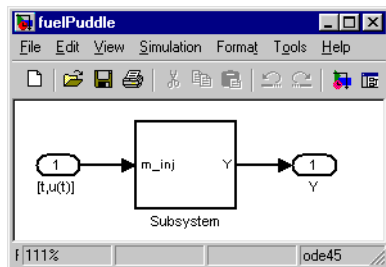 fuelPuddle
File Edit View Simulation Format Tools Help
1 m_inj Y 1
[t,u(t)] Y
Subsystem
111% ode45